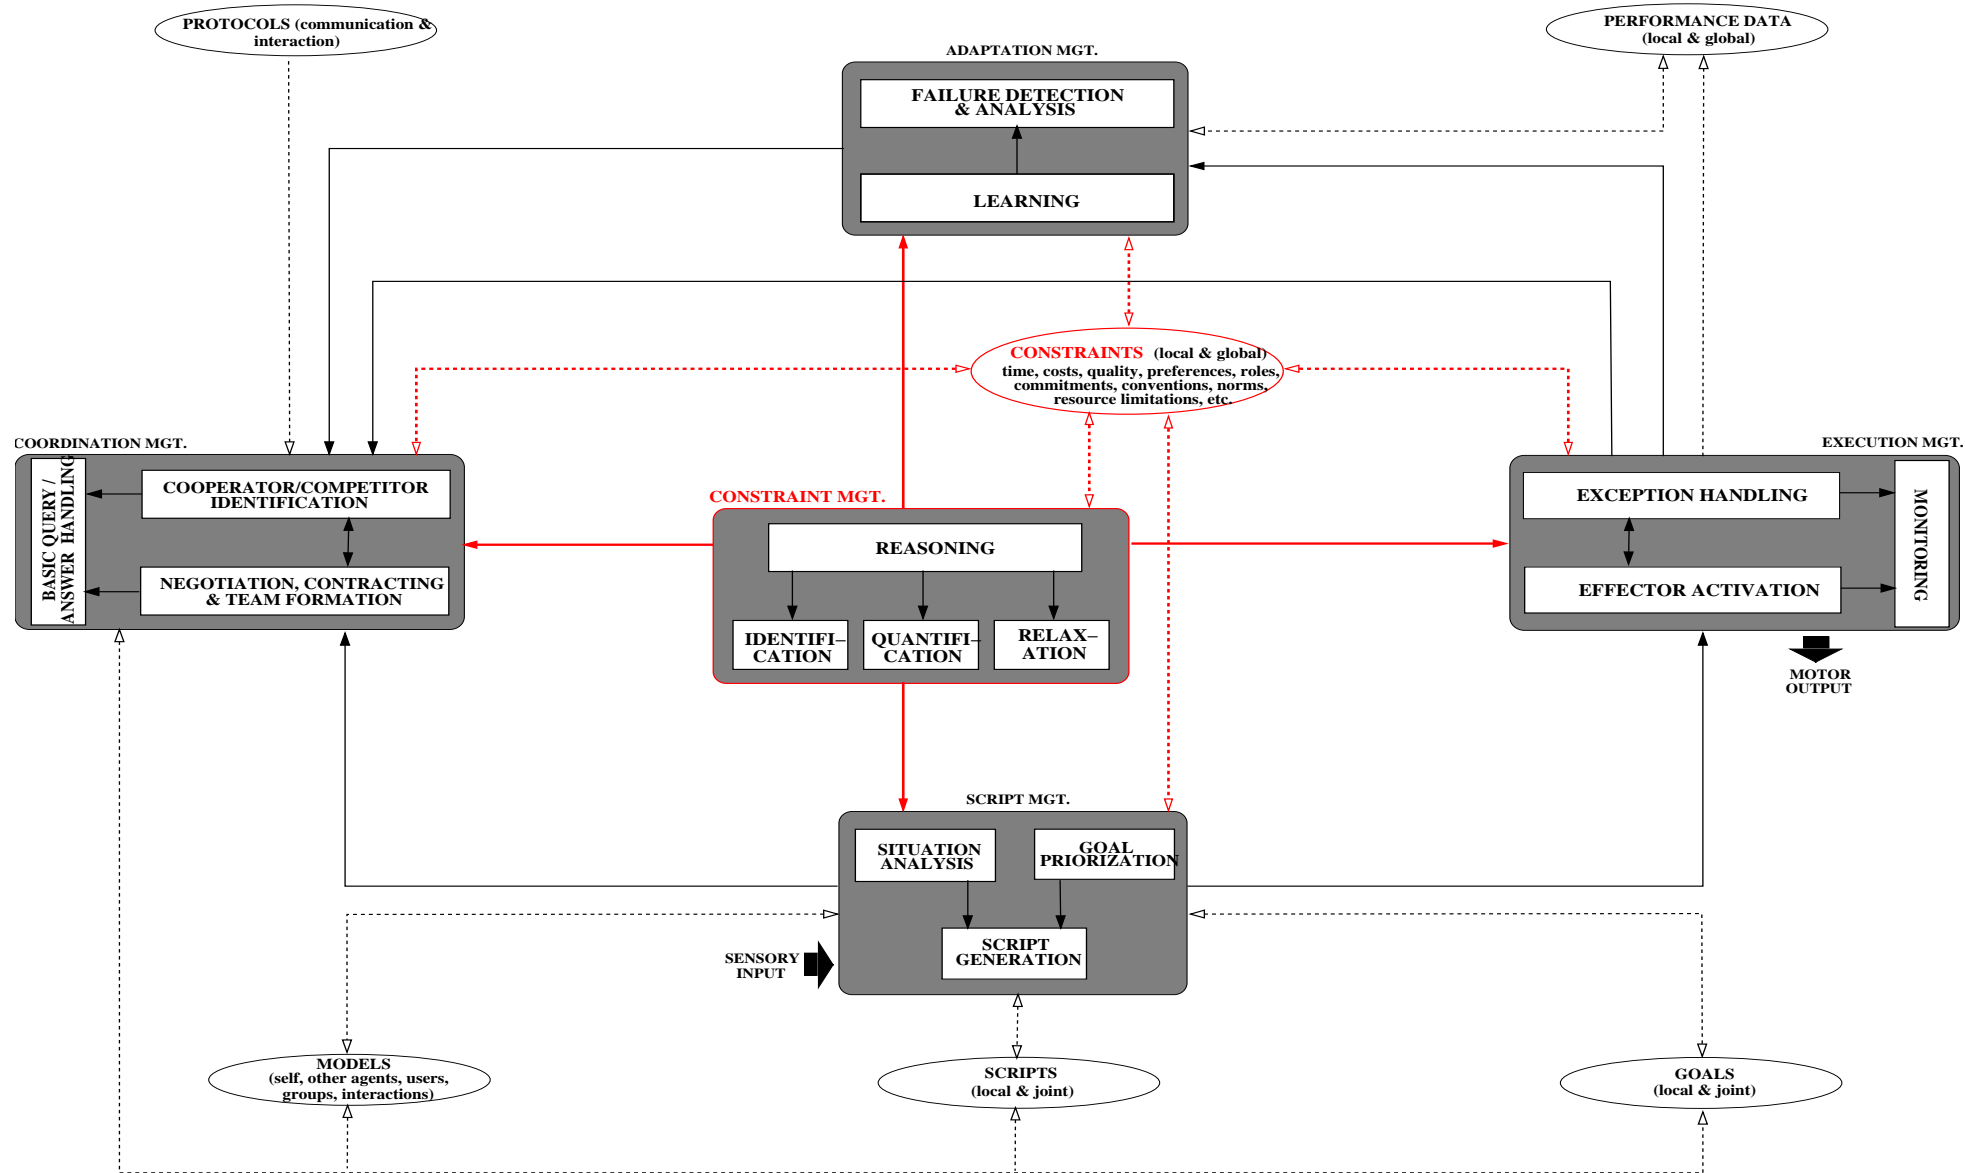 PROTOCOLS (communication &
interaction)
PERFORMANCE DATA
(local & global)
ADAPTATION MGT.
FAILURE DETECTION
& ANALYSIS
LEARNING
CONSTRAINTS (local & global)
time, costs, quality, preferences, roles,
commitments, conventions, norms,
resource limitations, etc.
COORDINATION MGT.
BASIC QUERY /
ANSWER HANDLING
COOPERATOR/COMPETITOR
IDENTIFICATION
NEGOTIATION, CONTRACTING
& TEAM FORMATION
CONSTRAINT MGT.
REASONING
IDENTIFI–
CATION
QUANTIFI–
CATION
RELAX–
ATION
EXECUTION MGT.
EXCEPTION HANDLING
EFFECTOR ACTIVATION
MONITORING
MOTOR
OUTPUT
SCRIPT MGT.
SITUATION
ANALYSIS
GOAL
PRIORIZATION
SCRIPT
GENERATION
SENSORY
INPUT
MODELS
(self, other agents, users,
groups, interactions)
SCRIPTS
(local & joint)
GOALS
(local & joint)